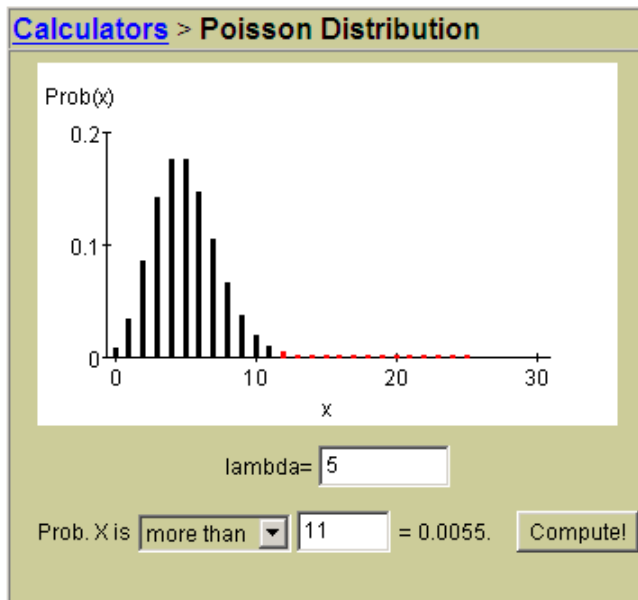 Calculators > Poisson Distribution
Prob(x)
0.2
0.1
0
0 10 20 30
x
lambda= 5
Prob. X is more than 11 = 0.0055. Compute!